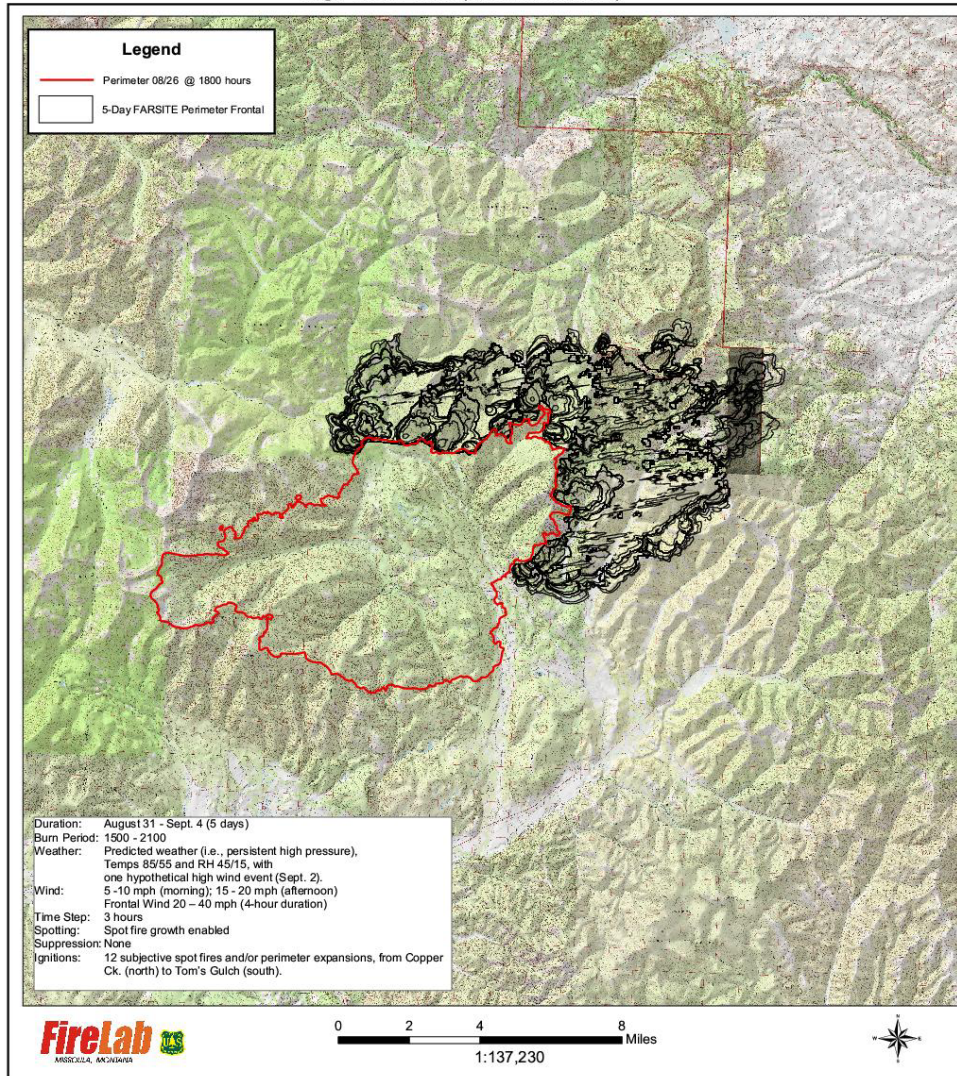 Legend
Perimeter 08/26 @ 1800 hours
5-Day FARSITE Perimeter Frontal
Duration: August 31 - Sept. 4 (5 days)
Burn Period: 1500 - 2100
Weather: Predicted weather (i.e., persistent high pressure),
Temps 85/55 and RH 45/15, with
one hypothetical high wind event (Sept. 2).
Wind: 5 -10 mph (morning); 15 - 20 mph (afternoon)
Frontal Wind 20 – 40 mph (4-hour duration)
Time Step: 3 hours
Spotting: Spot fire growth enabled
Suppression: None
Ignitions: 12 subjective spot fires and/or perimeter expansions, from Copper
Ck. (north) to Tom's Gulch (south).
FireLab
MISSOULA, MONTANA
UAS
0 2 4 8
Miles
1:137,230
N
W E
S